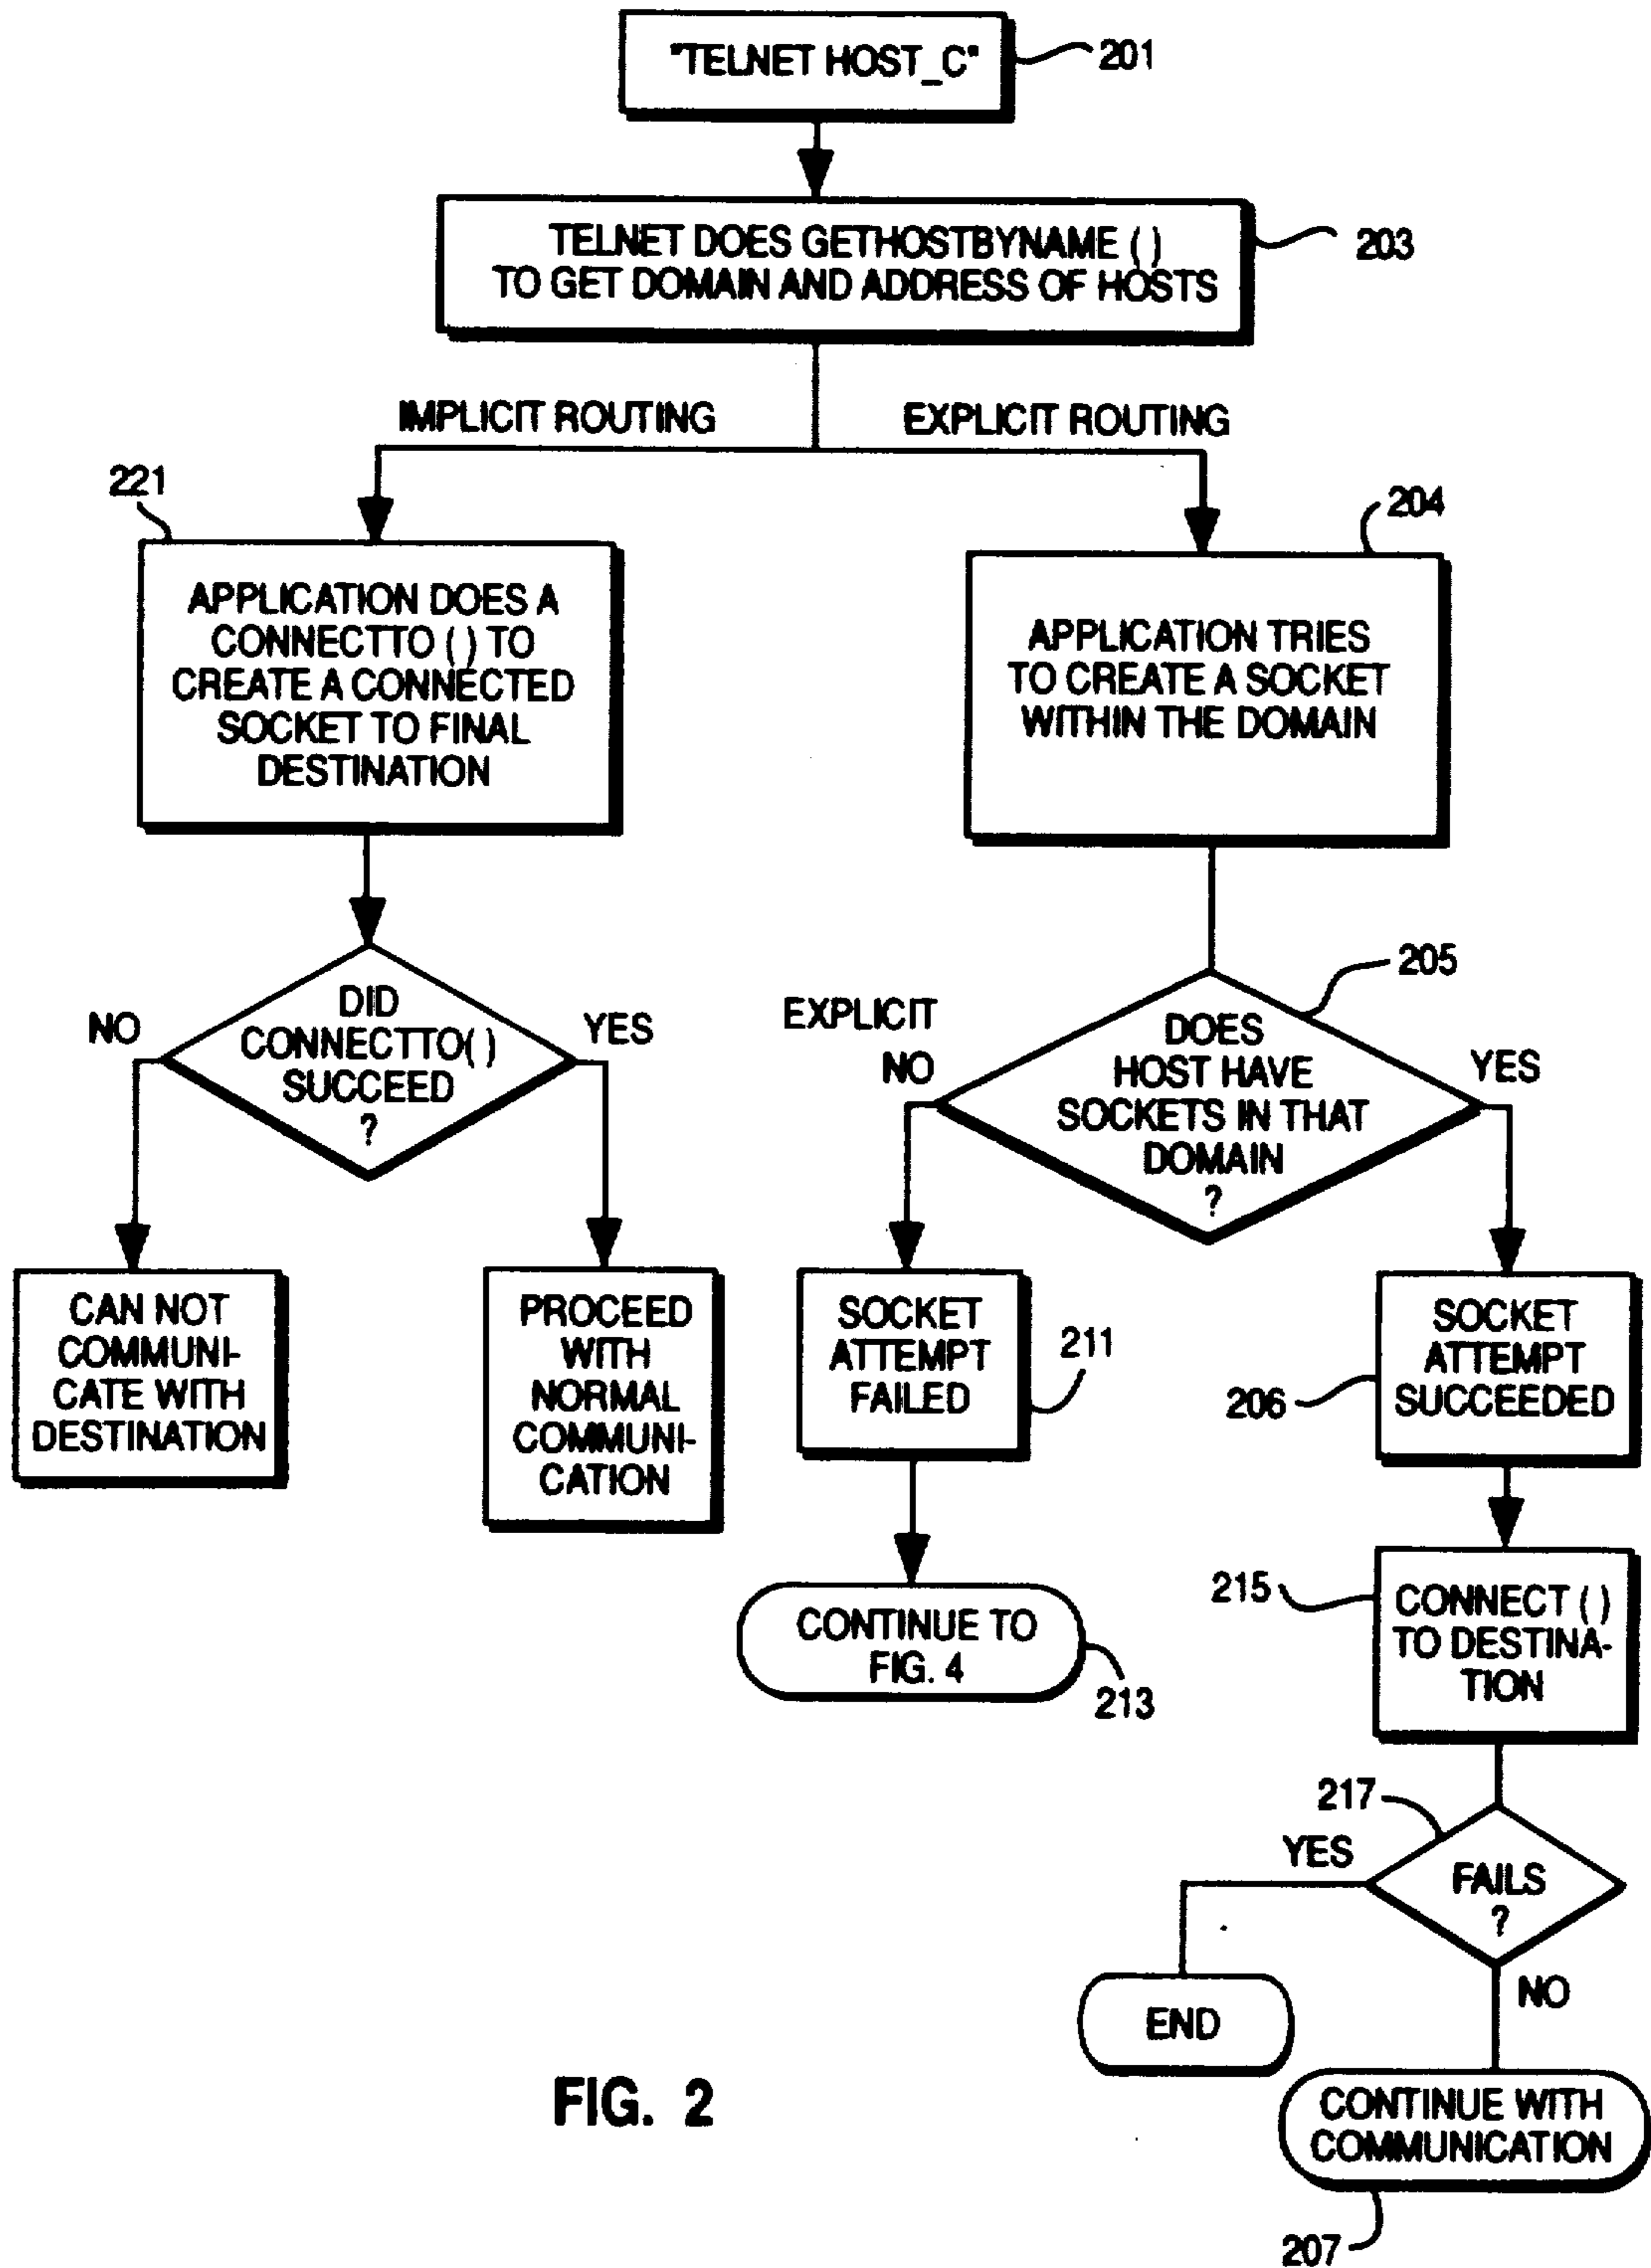 "TELNET HOST_C"
201
TELNET DOES GETHOSTBYNAME ( )
TO GET DOMAIN AND ADDRESS OF HOSTS
203
IMPLICIT ROUTING
EXPLICIT ROUTING
221
APPLICATION DOES A
CONNECTTO ( ) TO
CREATE A CONNECTED
SOCKET TO FINAL
DESTINATION
204
APPLICATION TRIES
TO CREATE A SOCKET
WITHIN THE DOMAIN
NO
DID
CONNECTTO( )
SUCCEED
?
YES
EXPLICIT
NO
205
DOES
HOST HAVE
SOCKETS IN THAT
DOMAIN
?
YES
CAN NOT
COMMUNI-
CATE WITH
DESTINATION
PROCEED
WITH
NORMAL
COMMUNI-
CATION
SOCKET
ATTEMPT
FAILED
211
SOCKET
ATTEMPT
SUCCEEDED
206
CONTINUE TO
FIG. 4
213
215
CONNECT ( )
TO DESTINA-
TION
217
YES
FAILS
?
NO
END
CONTINUE WITH
COMMUNICATION
207
FIG. 2